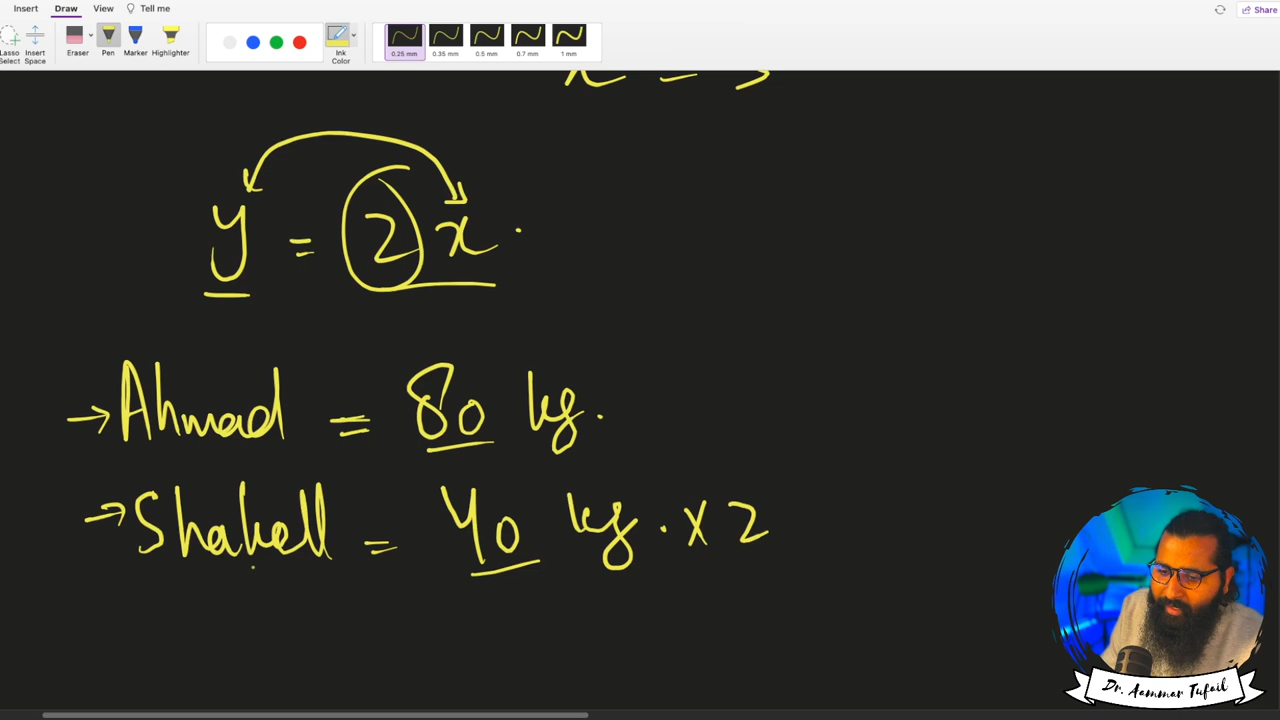 Insert View Draw Tell me
Share
Lasso Select
Insert Space
Eraser
Pen
Marker
Highlighter
Ink Color
0.25 mm
0.35 mm
0.5 mm
0.7 mm
1 mm
y = 2x.
→ Ahmad = 80 kg.
→ Shakell = 40 kg. x 2
Dr. Aammar Tufail